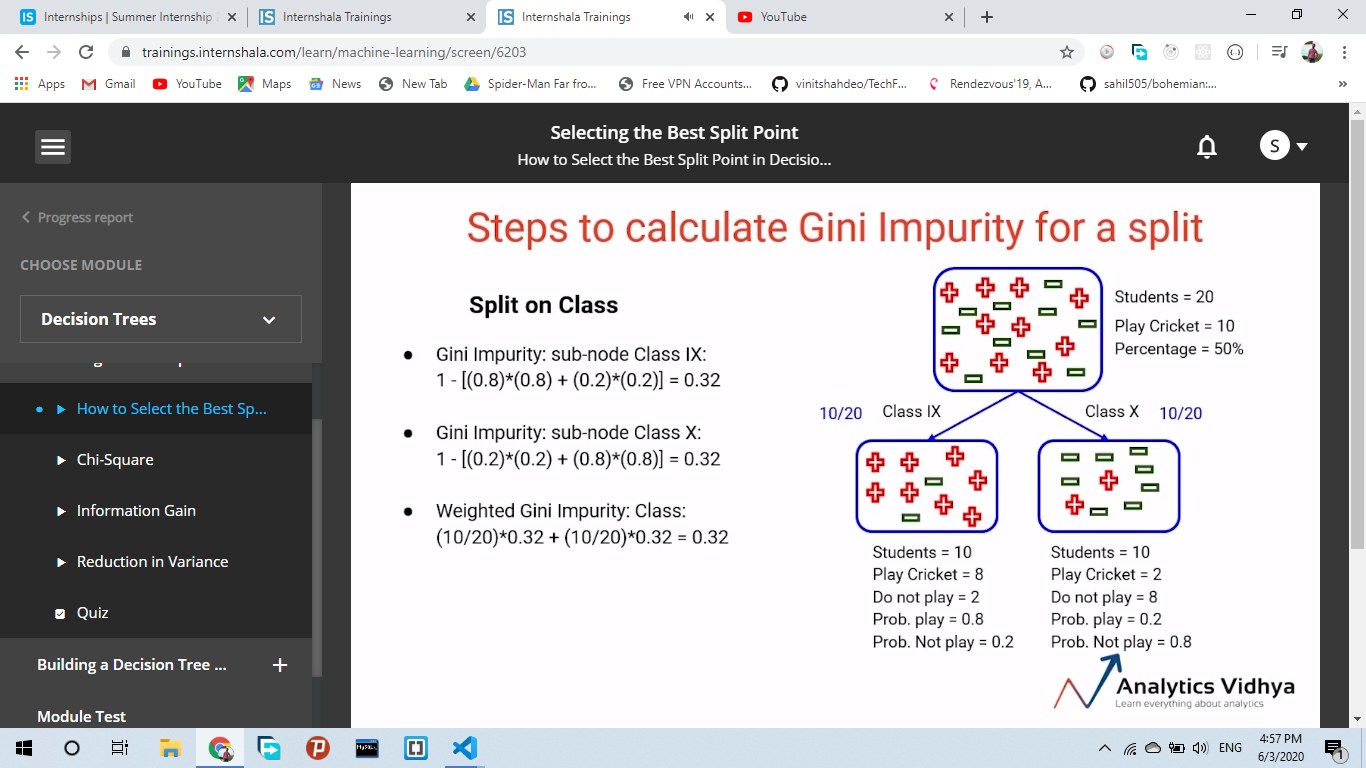 Internships | Summer Internship
Internshala Trainings
Internshala Trainings
YouTube
trainings.internshala.com/learn/machine-learning/screen/6203
Apps
Gmail
YouTube
Maps
News
New Tab
Spider-Man Far fro...
Free VPN Accounts...
vinitshahdeo/TechF...
Rendezvous'19, A...
sahil505/bohemian:...
»
Selecting the Best Split Point
How to Select the Best Split Point in Decisio...
S
Progress report
CHOOSE MODULE
Decision Trees
How to Select the Best Sp...
Chi-Square
Information Gain
Reduction in Variance
Quiz
Building a Decision Tree ...
Module Test
Steps to calculate Gini Impurity for a split
Split on Class
Gini Impurity: sub-node Class IX:
1 - [(0.8)*(0.8) + (0.2)*(0.2)] = 0.32
Gini Impurity: sub-node Class X:
1 - [(0.2)*(0.2) + (0.8)*(0.8)] = 0.32
Weighted Gini Impurity: Class:
(10/20)*0.32 + (10/20)*0.32 = 0.32
Students = 20
Play Cricket = 10
Percentage = 50%
10/20 Class IX
Class X 10/20
Students = 10
Play Cricket = 8
Do not play = 2
Prob. play = 0.8
Prob. Not play = 0.2
Students = 10
Play Cricket = 2
Do not play = 8
Prob. play = 0.2
Prob. Not play = 0.8
Analytics Vidhya
Learn everything about analytics
MySQL
ENG
4:57 PM
6/3/2020
1